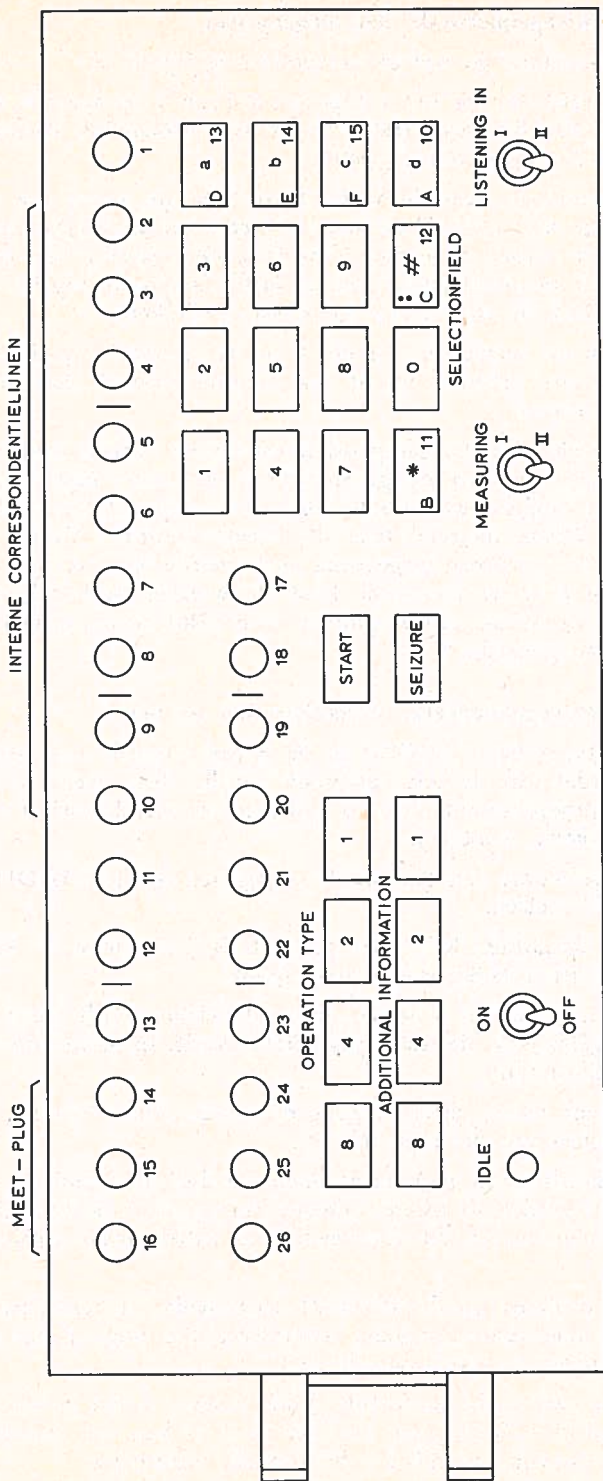 MEET – PLUG
INTERNE CORRESPONDENTIELIJNEN
16 15 14 13 12 11 10 9 8 7 6 5 4 3 2 1
26 25 24 23 22 21 20 19 18 17
1 2 3 D a 13
4 5 6 E b 14
7 8 9 F c 15
B * 11 0 : C # 12 A d 10
SELECTIONFIELD
OPERATION TYPE
8 4 2 1
START
ADDITIONAL INFORMATION
8 4 2 1
SEIZURE
IDLE
ON
OFF
MEASURING
I
II
LISTENING IN
I
II